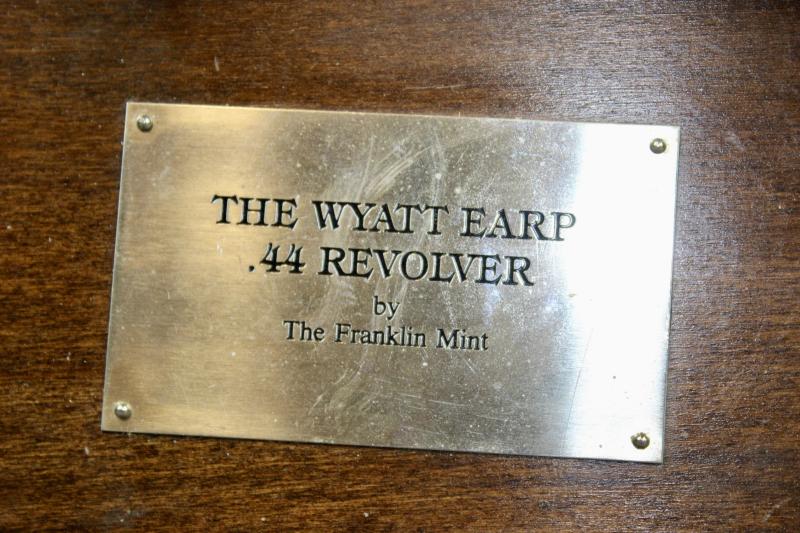 THE WYATT EARP
.44 REVOLVER
by
The Franklin Mint